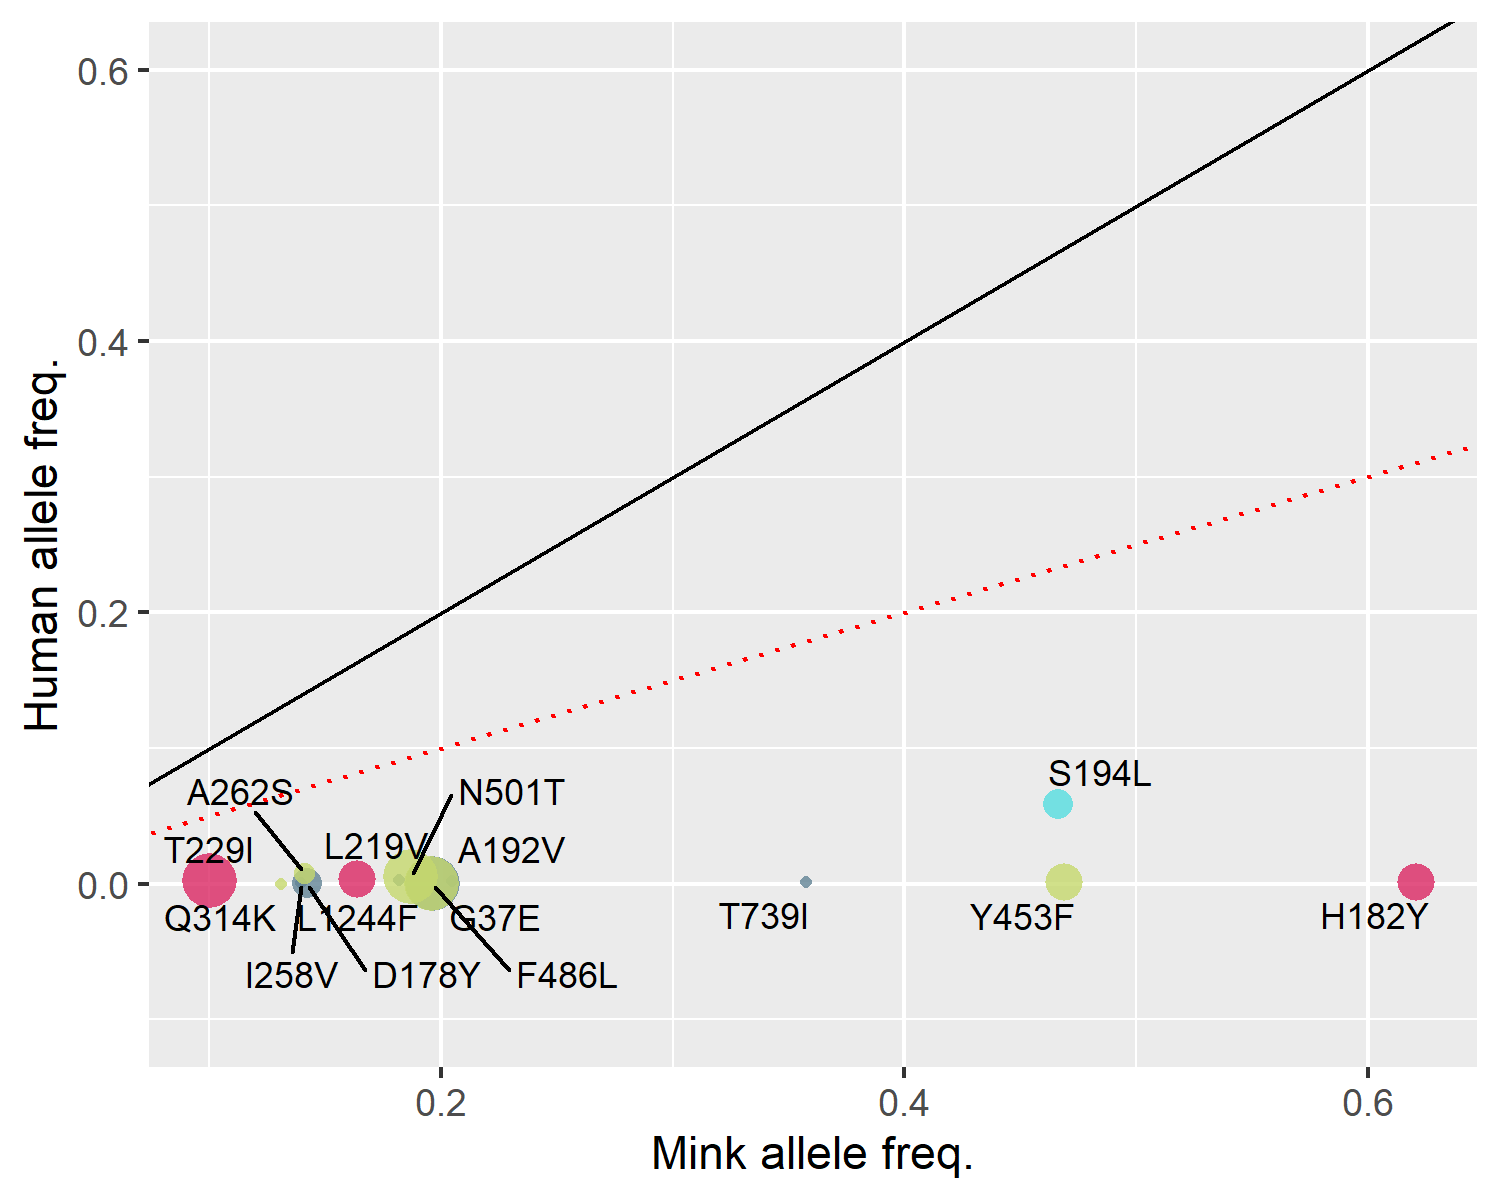 0.6
0.4
0.2
0.0
Human allele freq.
S194L
A262S
N501T
T229I
L219V
A192V
Q314K
L1244F
G37E
T739I
Y453F
H182Y
I258V
D178Y
F486L
0.2
0.4
0.6
Mink allele freq.